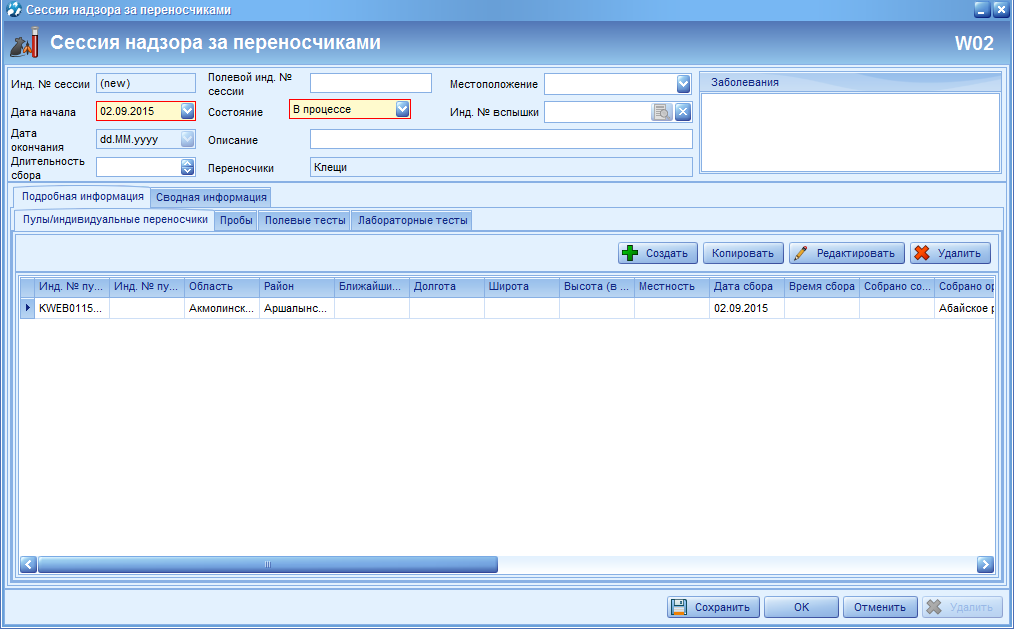 Сессия надзора за переносчиками
Сессия надзора за переносчиками
W02
Инд. № сессии (new) Полевой инд. № сессии Местоположение Заболевания
Дата начала 02.09.2015 Состояние В процессе Инд. № вспышки
Дата окончания dd.MM.yyyy Описание
Длительность сбора Переносчики Клещи
Подробная информация Сводная информация
Пулы/индивидуальные переносчики Пробы Полевые тесты Лабораторные тесты
Создать Копировать Редактировать Удалить
Инд. № пу... Инд. № пу... Область Район Ближайши... Долгота Широта Высота (в ... Местность Дата сбора Время сбора Собрано со... Собрано ор
KWEB0115... Акмолинск... Аршалынс... 02.09.2015 Абайское р
Сохранить OK Отменить Удалить